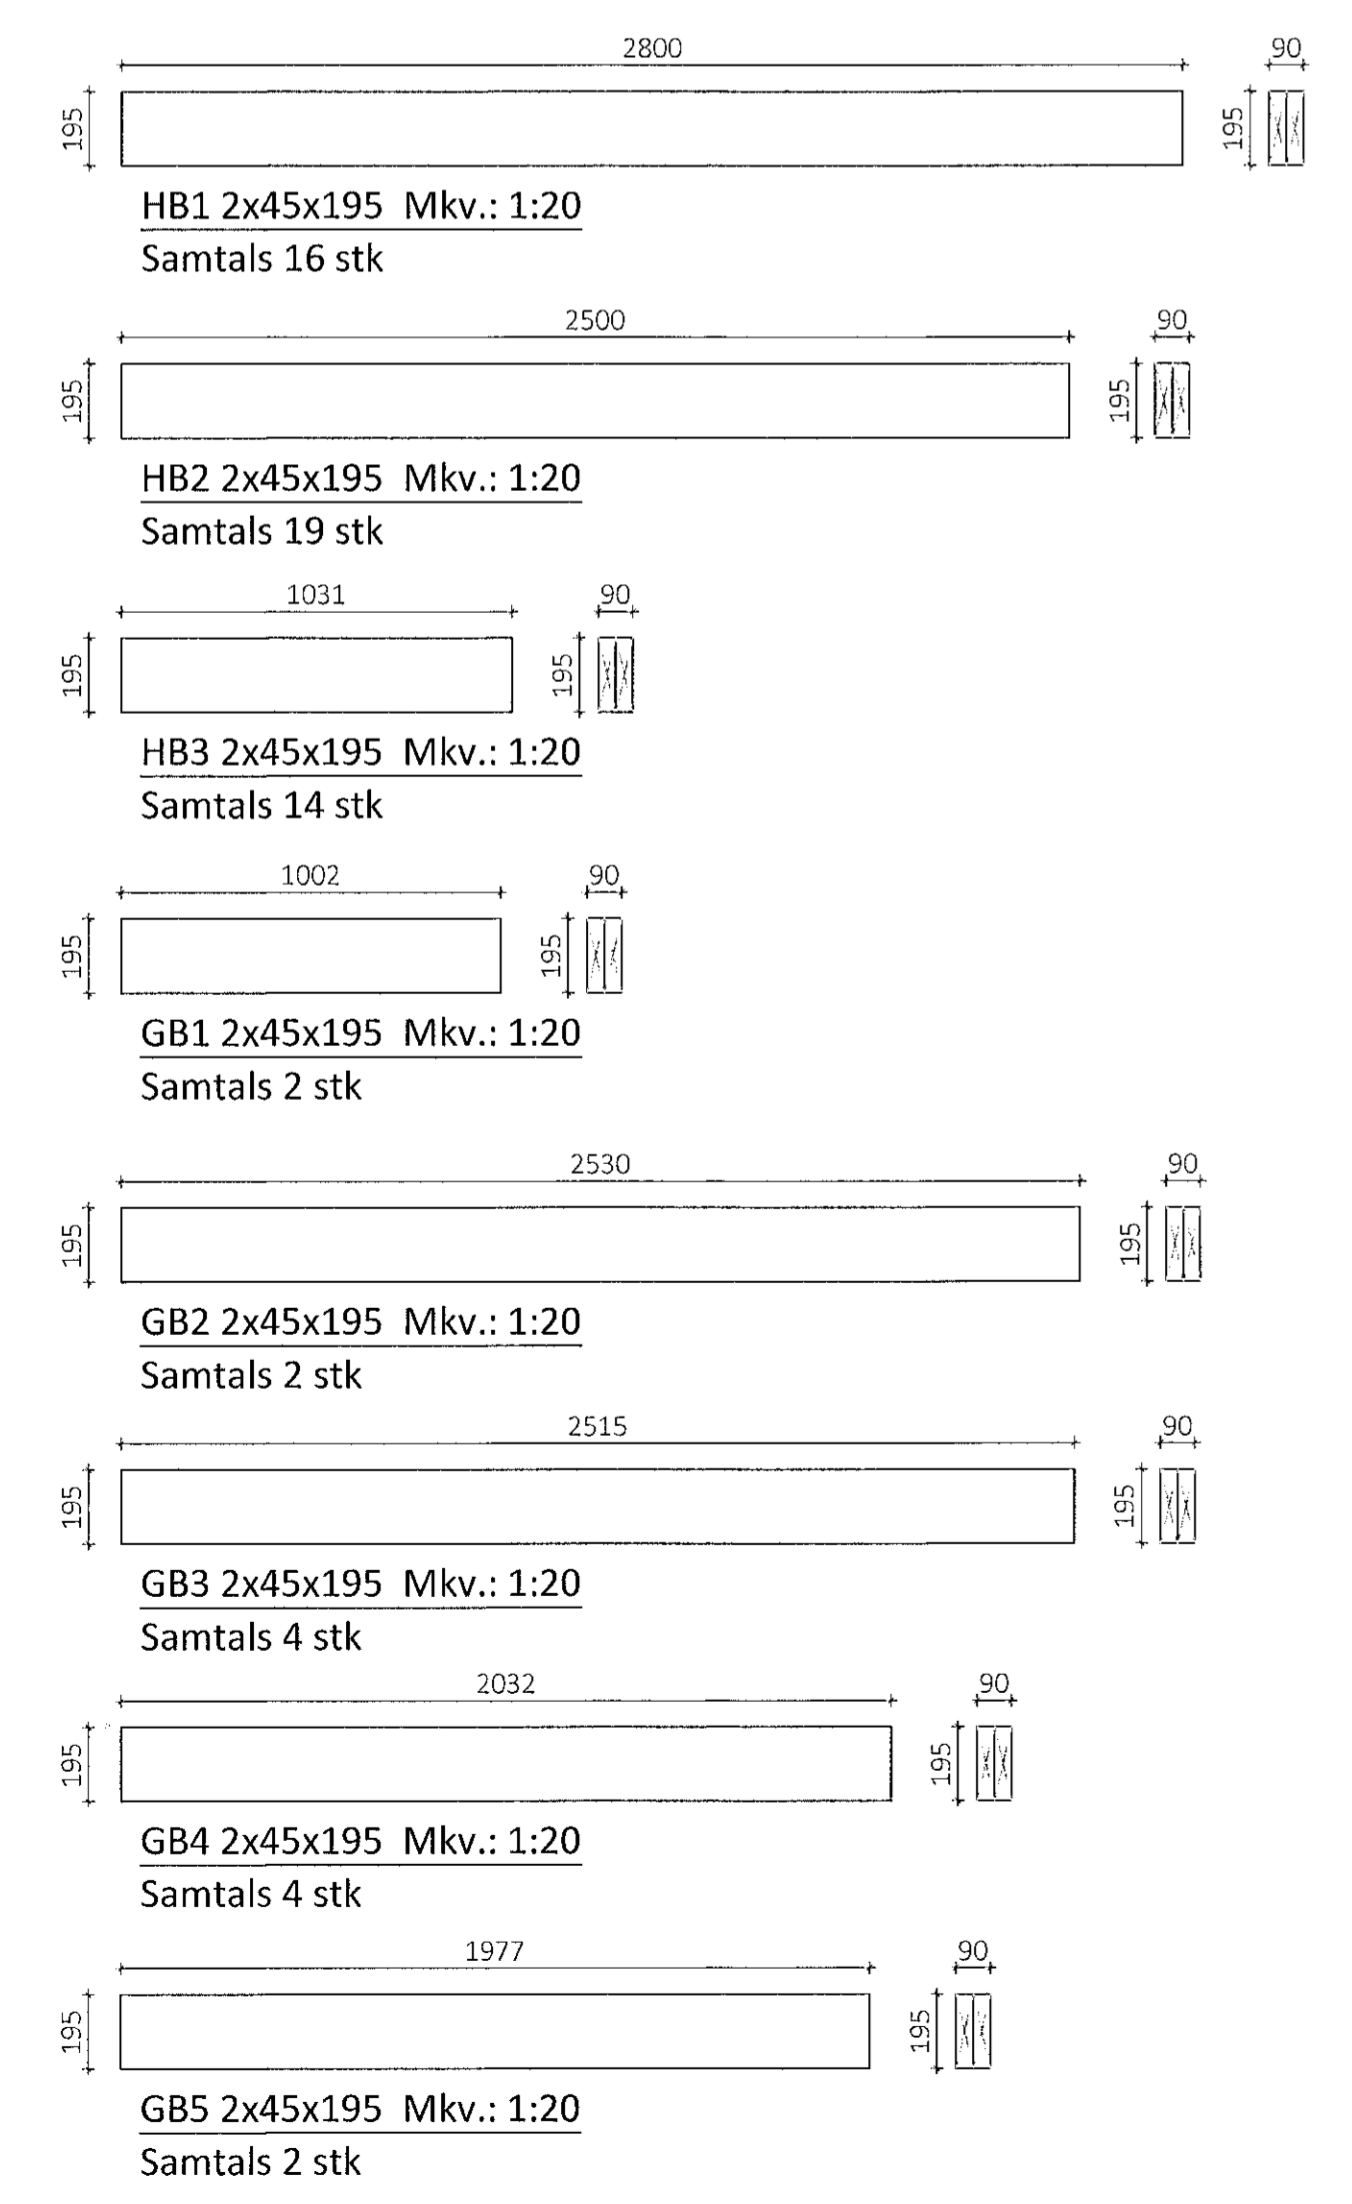 2800 90
195 195
HB1 2x45x195 Mkv.: 1:20
Samtals 16 stk
2500 90
195 195
HB2 2x45x195 Mkv.: 1:20
Samtals 19 stk
1031 90
195 195
HB3 2x45x195 Mkv.: 1:20
Samtals 14 stk
1002 90
195 195
GB1 2x45x195 Mkv.: 1:20
Samtals 2 stk
2530 90
195 195
GB2 2x45x195 Mkv.: 1:20
Samtals 2 stk
2515 90
195 195
GB3 2x45x195 Mkv.: 1:20
Samtals 4 stk
2032 90
195 195
GB4 2x45x195 Mkv.: 1:20
Samtals 4 stk
1977 90
195 195
GB5 2x45x195 Mkv.: 1:20
Samtals 2 stk